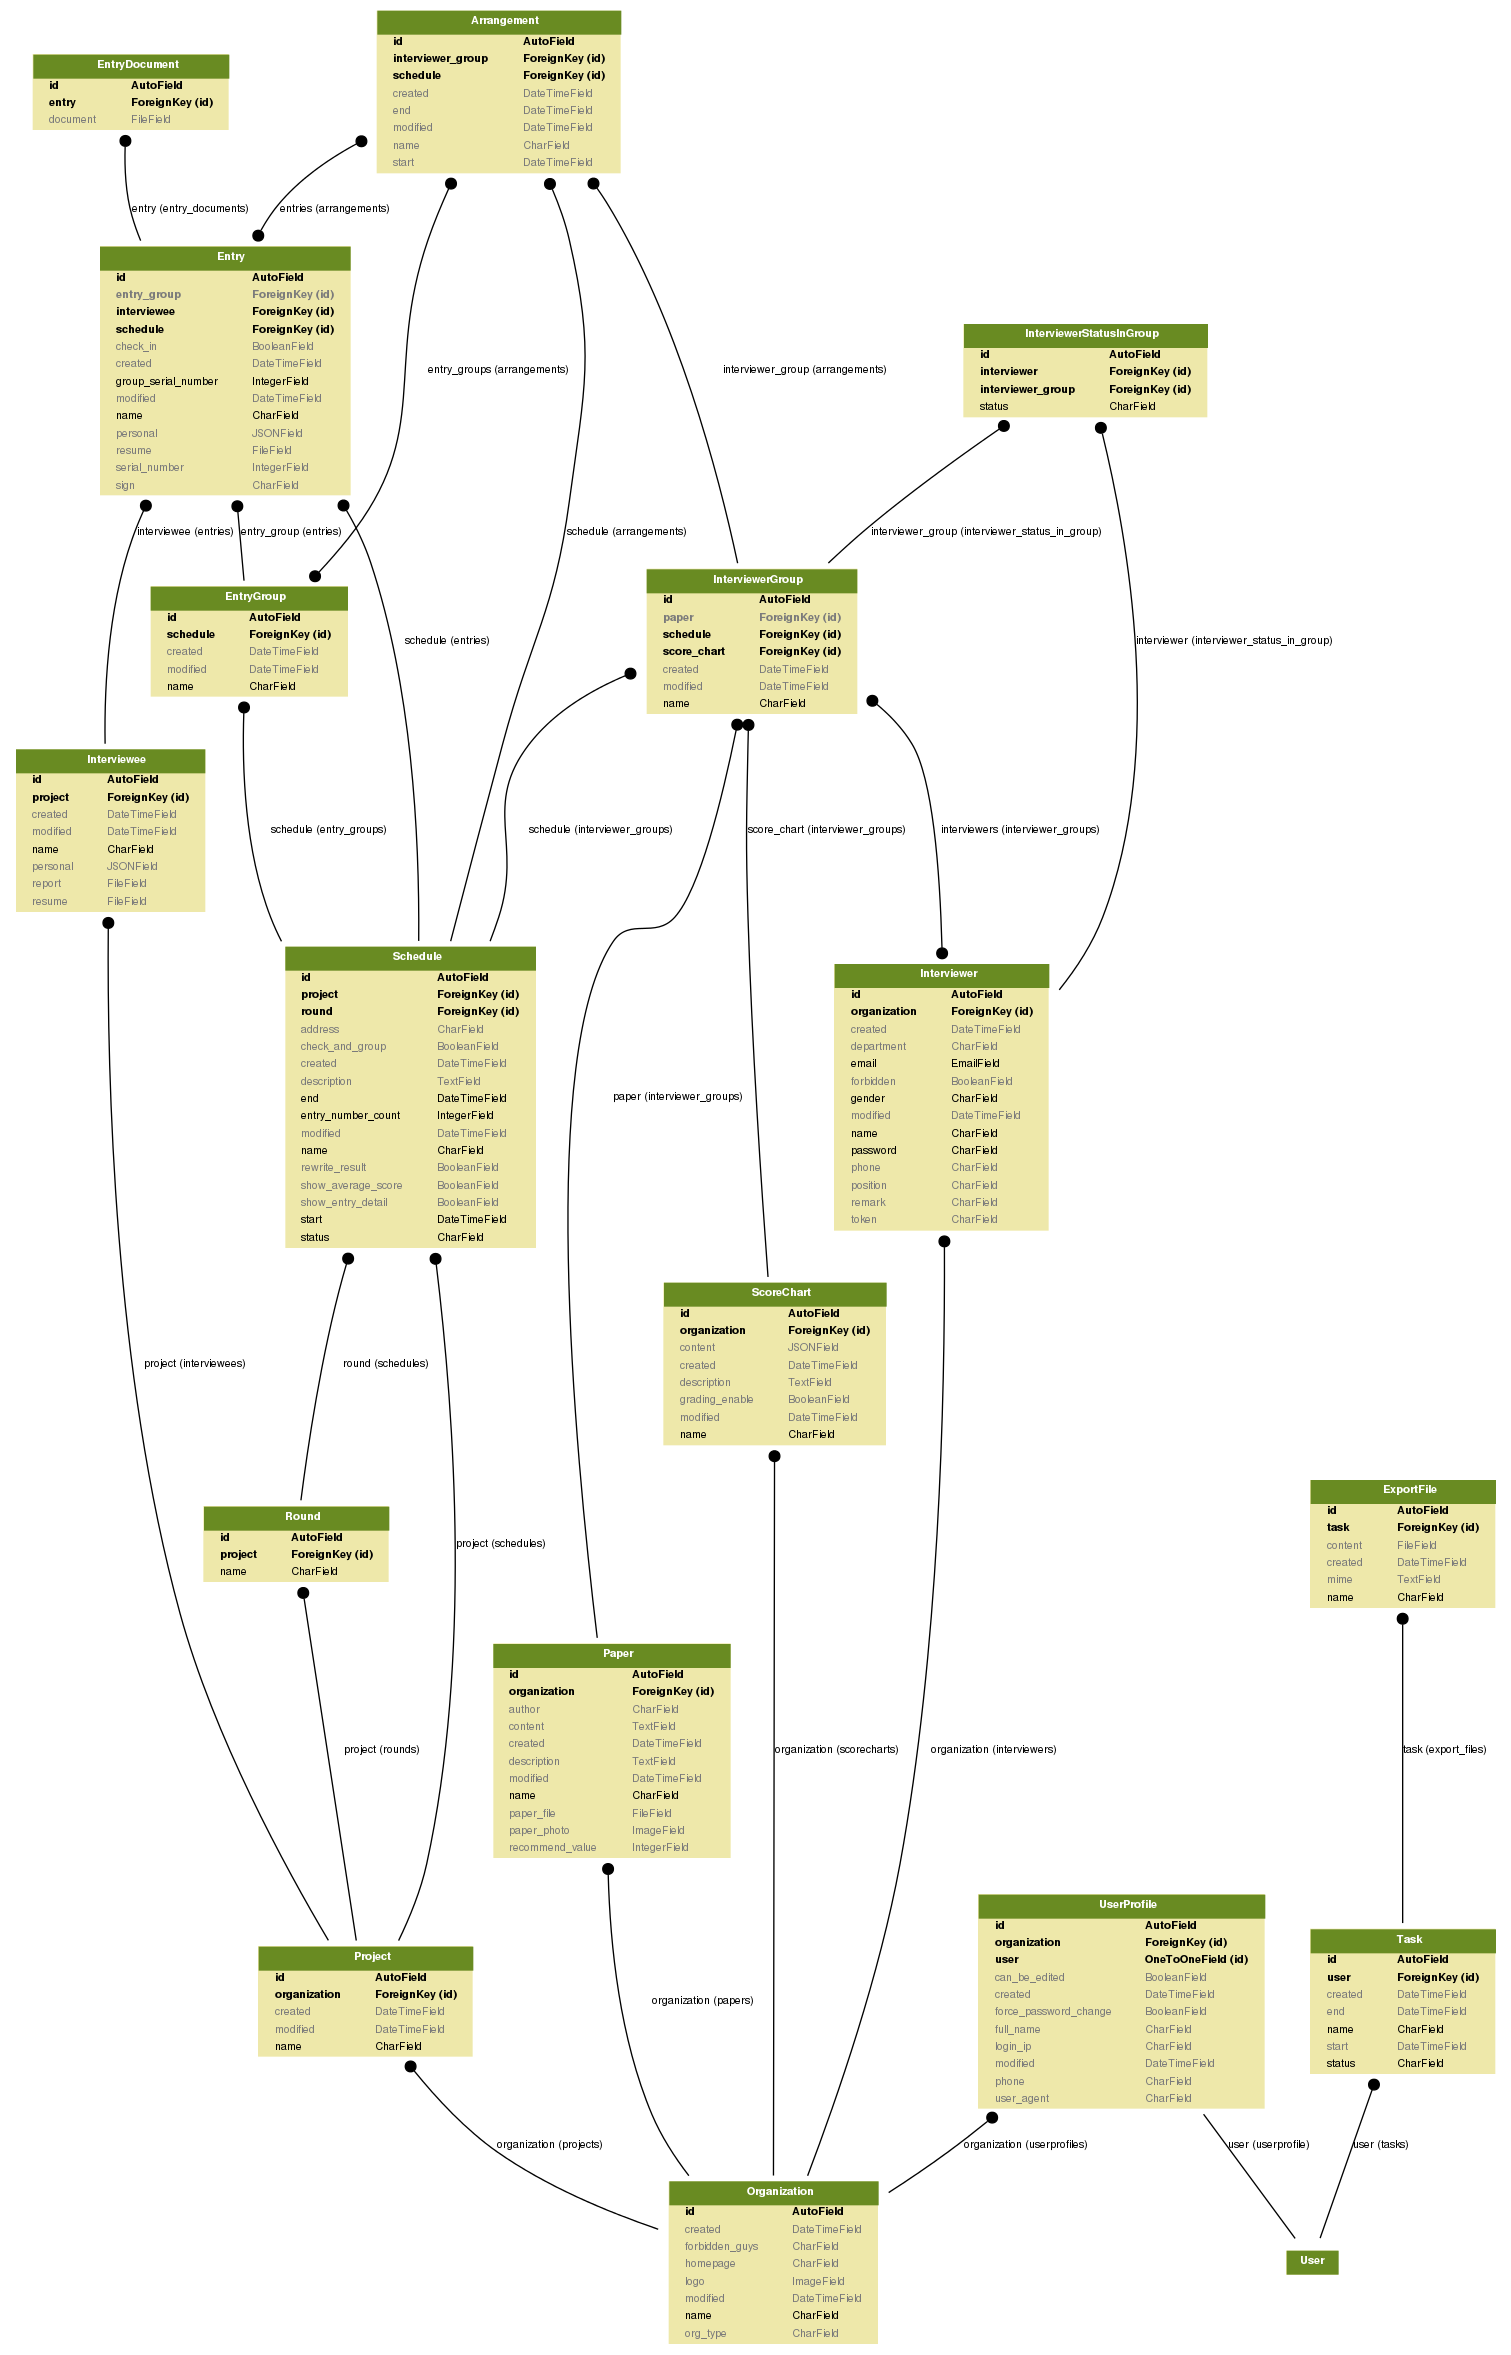 Arrangement
id AutoField
interviewer_group ForeignKey (id)
schedule ForeignKey (id)
created DateTimeField
end DateTimeField
modified DateTimeField
name CharField
start DateTimeField
EntryDocument
id AutoField
entry ForeignKey (id)
document FileField
entry (entry_documents)
entries (arrangements)
Entry
id AutoField
entry_group ForeignKey (id)
interviewee ForeignKey (id)
schedule ForeignKey (id)
check_in BooleanField
created DateTimeField
group_serial_number IntegerField
modified DateTimeField
name CharField
personal JSONField
resume FileField
serial_number IntegerField
sign CharField
entry_groups (arrangements)
interviewer_group (arrangements)
InterviewerStatusInGroup
id AutoField
interviewer ForeignKey (id)
interviewer_group ForeignKey (id)
status CharField
interviewee (entries)
entry_group (entries)
schedule (arrangements)
interviewer_group (interviewer_status_in_group)
EntryGroup
id AutoField
schedule ForeignKey (id)
created DateTimeField
modified DateTimeField
name CharField
schedule (entries)
InterviewerGroup
id AutoField
paper ForeignKey (id)
schedule ForeignKey (id)
score_chart ForeignKey (id)
created DateTimeField
modified DateTimeField
name CharField
interviewer (interviewer_status_in_group)
Interviewee
id AutoField
project ForeignKey (id)
created DateTimeField
modified DateTimeField
name CharField
personal JSONField
report FileField
resume FileField
schedule (entry_groups)
schedule (interviewer_groups)
score_chart (interviewer_groups)
interviewers (interviewer_groups)
Schedule
id AutoField
project ForeignKey (id)
round ForeignKey (id)
address CharField
check_and_group BooleanField
created DateTimeField
description TextField
end DateTimeField
entry_number_count IntegerField
modified DateTimeField
name CharField
rewrite_result BooleanField
show_average_score BooleanField
show_entry_detail BooleanField
start DateTimeField
status CharField
paper (interviewer_groups)
Interviewer
id AutoField
organization ForeignKey (id)
created DateTimeField
department CharField
email EmailField
forbidden BooleanField
gender CharField
modified DateTimeField
name CharField
password CharField
phone CharField
position CharField
remark CharField
token CharField
ScoreChart
id AutoField
organization ForeignKey (id)
content JSONField
created DateTimeField
description TextField
grading_enable BooleanField
modified DateTimeField
name CharField
project (interviewees)
round (schedules)
Round
id AutoField
project ForeignKey (id)
name CharField
project (schedules)
ExportFile
id AutoField
task ForeignKey (id)
content FileField
created DateTimeField
mime TextField
name CharField
Paper
id AutoField
organization ForeignKey (id)
author CharField
content TextField
created DateTimeField
description TextField
modified DateTimeField
name CharField
paper_file FileField
paper_photo ImageField
recommend_value IntegerField
project (rounds)
organization (scorecharts)
organization (interviewers)
task (export_files)
Project
id AutoField
organization ForeignKey (id)
created DateTimeField
modified DateTimeField
name CharField
organization (papers)
UserProfile
id AutoField
organization ForeignKey (id)
user OneToOneField (id)
can_be_edited BooleanField
created DateTimeField
force_password_change BooleanField
full_name CharField
login_ip CharField
modified DateTimeField
phone CharField
user_agent CharField
Task
id AutoField
user ForeignKey (id)
created DateTimeField
end DateTimeField
name CharField
start DateTimeField
status CharField
organization (projects)
organization (userprofiles)
user (userprofile)
user (tasks)
Organization
id AutoField
created DateTimeField
forbidden_guys CharField
homepage CharField
logo ImageField
modified DateTimeField
name CharField
org_type CharField
User